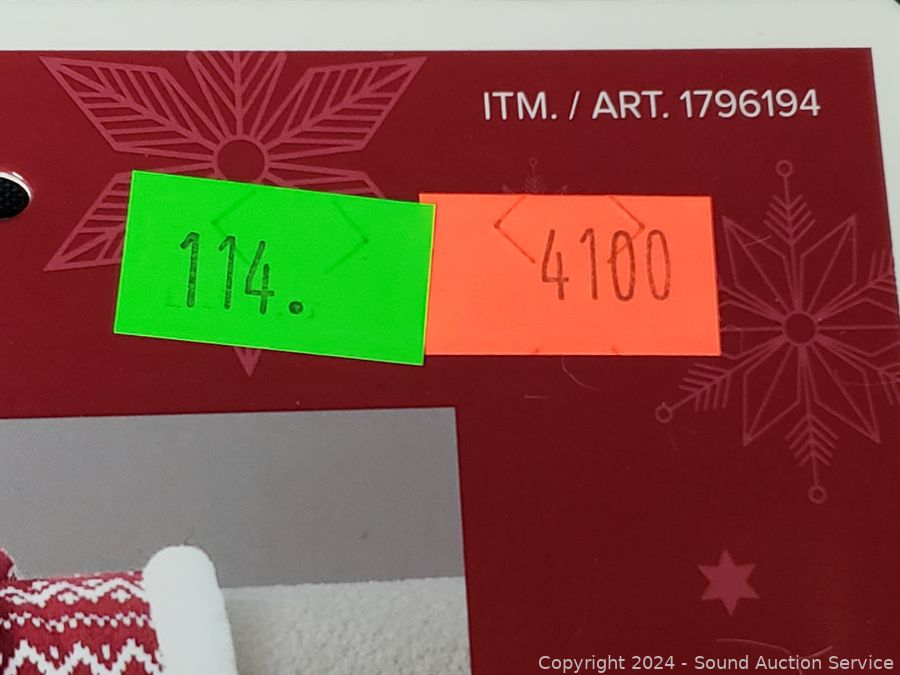 ITM. / ART. 1796194
114.
4100
Copyright 2024 - Sound Auction Service